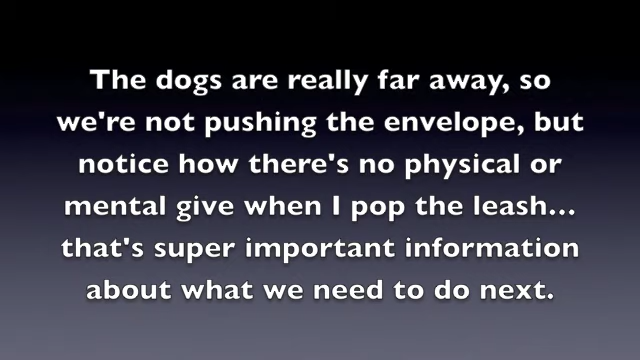 The dogs are really far away, so
we're not pushing the envelope, but
notice how there's no physical or
mental give when I pop the leash...
that's super important information
about what we need to do next.